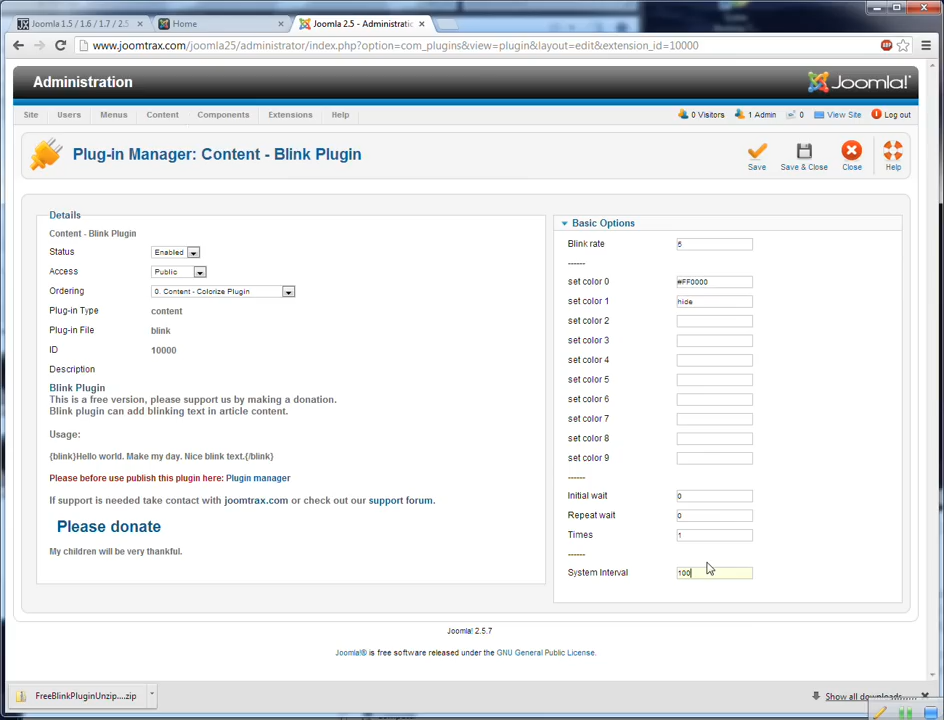 Joomla 1.5 / 1.6 / 1.7 / 2.5
Home
Joomla 2.5 - Administratic
www.joomtrax.com/joomla25/administrator/index.php?option=com_plugins&view=plugin&layout=edit&extension_id=10000
ABP
Administration
Joomla!®
Site Users Menus Content Components Extensions Help
0 Visitors 1 Admin 0 View Site Log out
Plug-in Manager: Content - Blink Plugin
Save Save & Close Close Help
Details
Content - Blink Plugin
Status Enabled
Access Public
Ordering 0. Content - Colorize Plugin
Plug-in Type content
Plug-in File blink
ID 10000
Description
Blink Plugin
This is a free version, please support us by making a donation.
Blink plugin can add blinking text in article content.
Usage:
{blink}Hello world. Make my day. Nice blink text.{/blink}
Please before use publish this plugin here: Plugin manager
If support is needed take contact with joomtrax.com or check out our support forum.
Please donate
My children will be very thankful.
Basic Options
Blink rate 5
------
set color 0 #FF0000
set color 1 hide
set color 2
set color 3
set color 4
set color 5
set color 6
set color 7
set color 8
set color 9
------
Initial wait 0
Repeat wait 0
Times 1
------
System Interval 100
Joomla! 2.5.7
Joomla!® is free software released under the GNU General Public License.
FreeBlinkPluginUnzip....zip
Show all downloads...